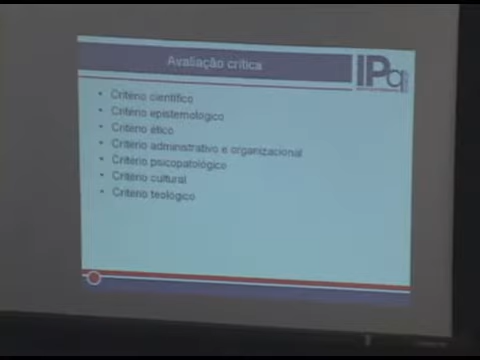 Avaliação crítica
IPq
• Critério científico
• Critério epistemológico
• Critério ético
• Critério administrativo e organizacional
• Critério psicopatológico
• Critério cultural
• Critério teológico